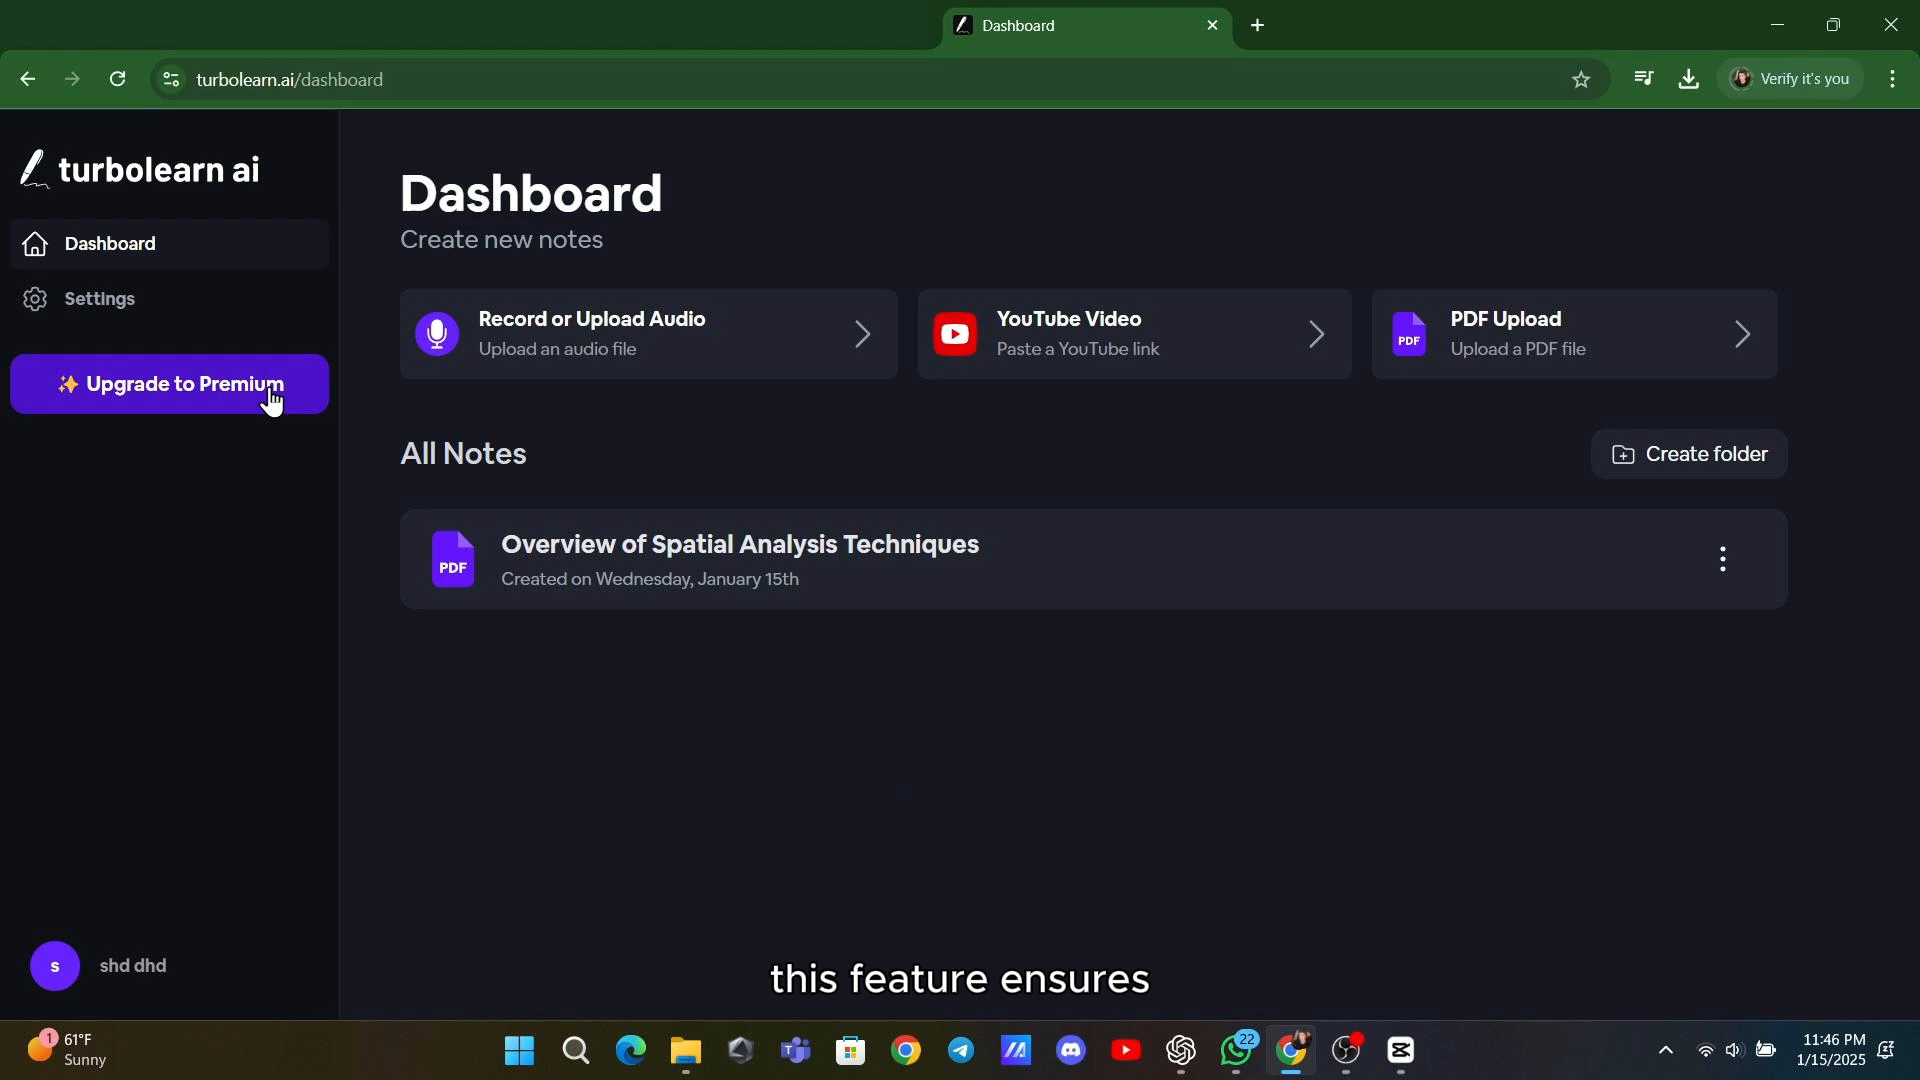 Dashboard
turbolearn.ai/dashboard
Verify it's you
turbolearn ai
Dashboard
Settings
✨ Upgrade to Premium
Dashboard
Create new notes
Record or Upload Audio
Upload an audio file
YouTube Video
Paste a YouTube link
PDF
PDF Upload
Upload a PDF file
All Notes
Create folder
PDF
Overview of Spatial Analysis Techniques
Created on Wednesday, January 15th
s
shd dhd
this feature ensures
1
61°F
Sunny
22
11:46 PM
1/15/2025